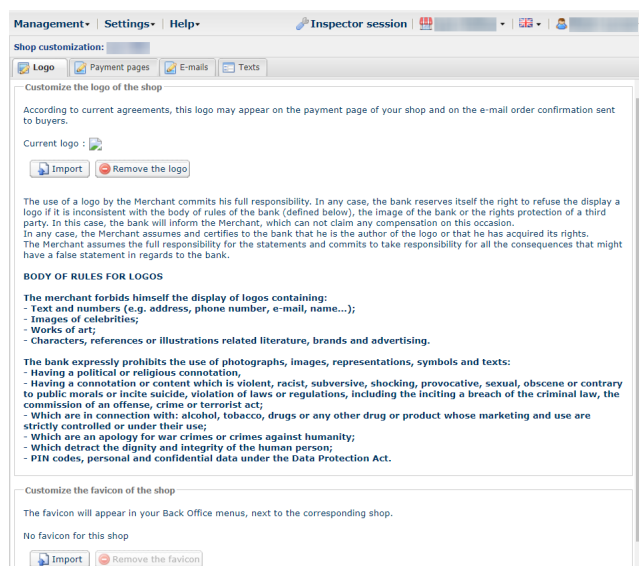 Management Settings Help Inspector session
Shop customization:
Logo Payment pages E-mails Texts
Customize the logo of the shop
According to current agreements, this logo may appear on the payment page of your shop and on the e-mail order confirmation sent
to buyers.
Current logo :
Import Remove the logo
The use of a logo by the Merchant commits his full responsibility. In any case, the bank reserves itself the right to refuse the display a
logo if it is inconsistent with the body of rules of the bank (defined below), the image of the bank or the rights protection of a third
party. In this case, the bank will inform the Merchant, which can not claim any compensation on this occasion.
In any case, the Merchant assumes and certifies to the bank that he is the author of the logo or that he has acquired its rights.
The Merchant assumes the full responsibility for the statements and commits to take responsibility for all the consequences that might
have a false statement in regards to the bank.
BODY OF RULES FOR LOGOS
The merchant forbids himself the display of logos containing:
- Text and numbers (e.g. address, phone number, e-mail, name...);
- Images of celebrities;
- Works of art;
- Characters, references or illustrations related literature, brands and advertising.
The bank expressly prohibits the use of photographs, images, representations, symbols and texts:
- Having a political or religious connotation,
- Having a connotation or content which is violent, racist, subversive, shocking, provocative, sexual, obscene or contrary
to public morals or incite suicide, violation of laws or regulations, including the inciting a breach of the criminal law, the
commission of an offense, crime or terrorist act;
- Which are in connection with: alcohol, tobacco, drugs or any other drug or product whose marketing and use are
strictly controlled or under their use;
- Which are an apology for war crimes or crimes against humanity;
- Which detract the dignity and integrity of the human person;
- PIN codes, personal and confidential data under the Data Protection Act.
Customize the favicon of the shop
The favicon will appear in your Back Office menus, next to the corresponding shop.
No favicon for this shop
Import Remove the favicon